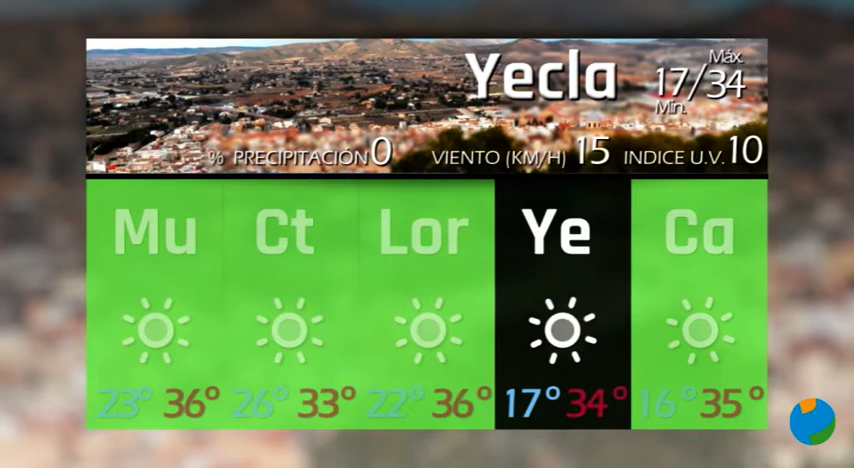 Yecla
Máx.
17/34
Mín.
% PRECIPITACIÓN 0 VIENTO (KM/H) 15 INDICE U.V. 10
Mu Ct Lor Ye Ca
23° 36° 26° 33° 22° 36° 17° 34° 16° 35°